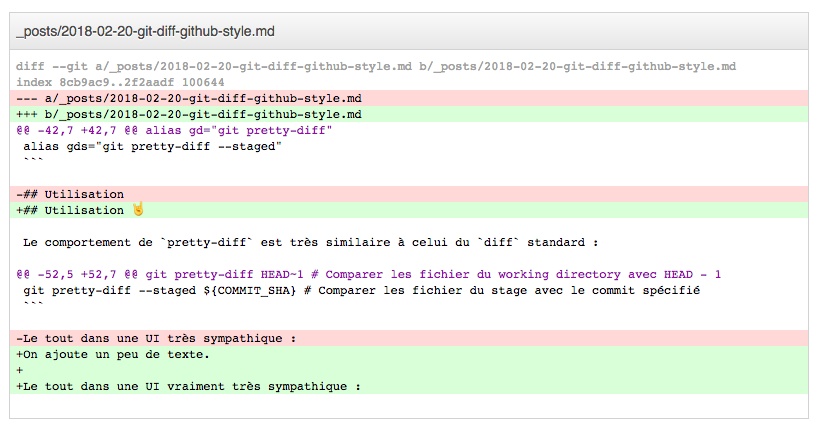 _posts/2018-02-20-git-diff-github-style.md
diff --git a/_posts/2018-02-20-git-diff-github-style.md b/_posts/2018-02-20-git-diff-github-style.md
index 8cb9ac9..2f2aadf 100644
--- a/_posts/2018-02-20-git-diff-github-style.md
+++ b/_posts/2018-02-20-git-diff-github-style.md
@@ -42,7 +42,7 @@ alias gd="git pretty-diff"
 alias gds="git pretty-diff --staged"
 ```
-## Utilisation
+## Utilisation 🤘
 Le comportement de `pretty-diff` est très similaire à celui du `diff` standard :
@@ -52,5 +52,7 @@ git pretty-diff HEAD~1 # Comparer les fichier du working directory avec HEAD - 1
 git pretty-diff --staged ${COMMIT_SHA} # Comparer les fichier du stage avec le commit spécifié
 ```
-Le tout dans une UI très sympathique :
+On ajoute un peu de texte.
+
+Le tout dans une UI vraiment très sympathique :